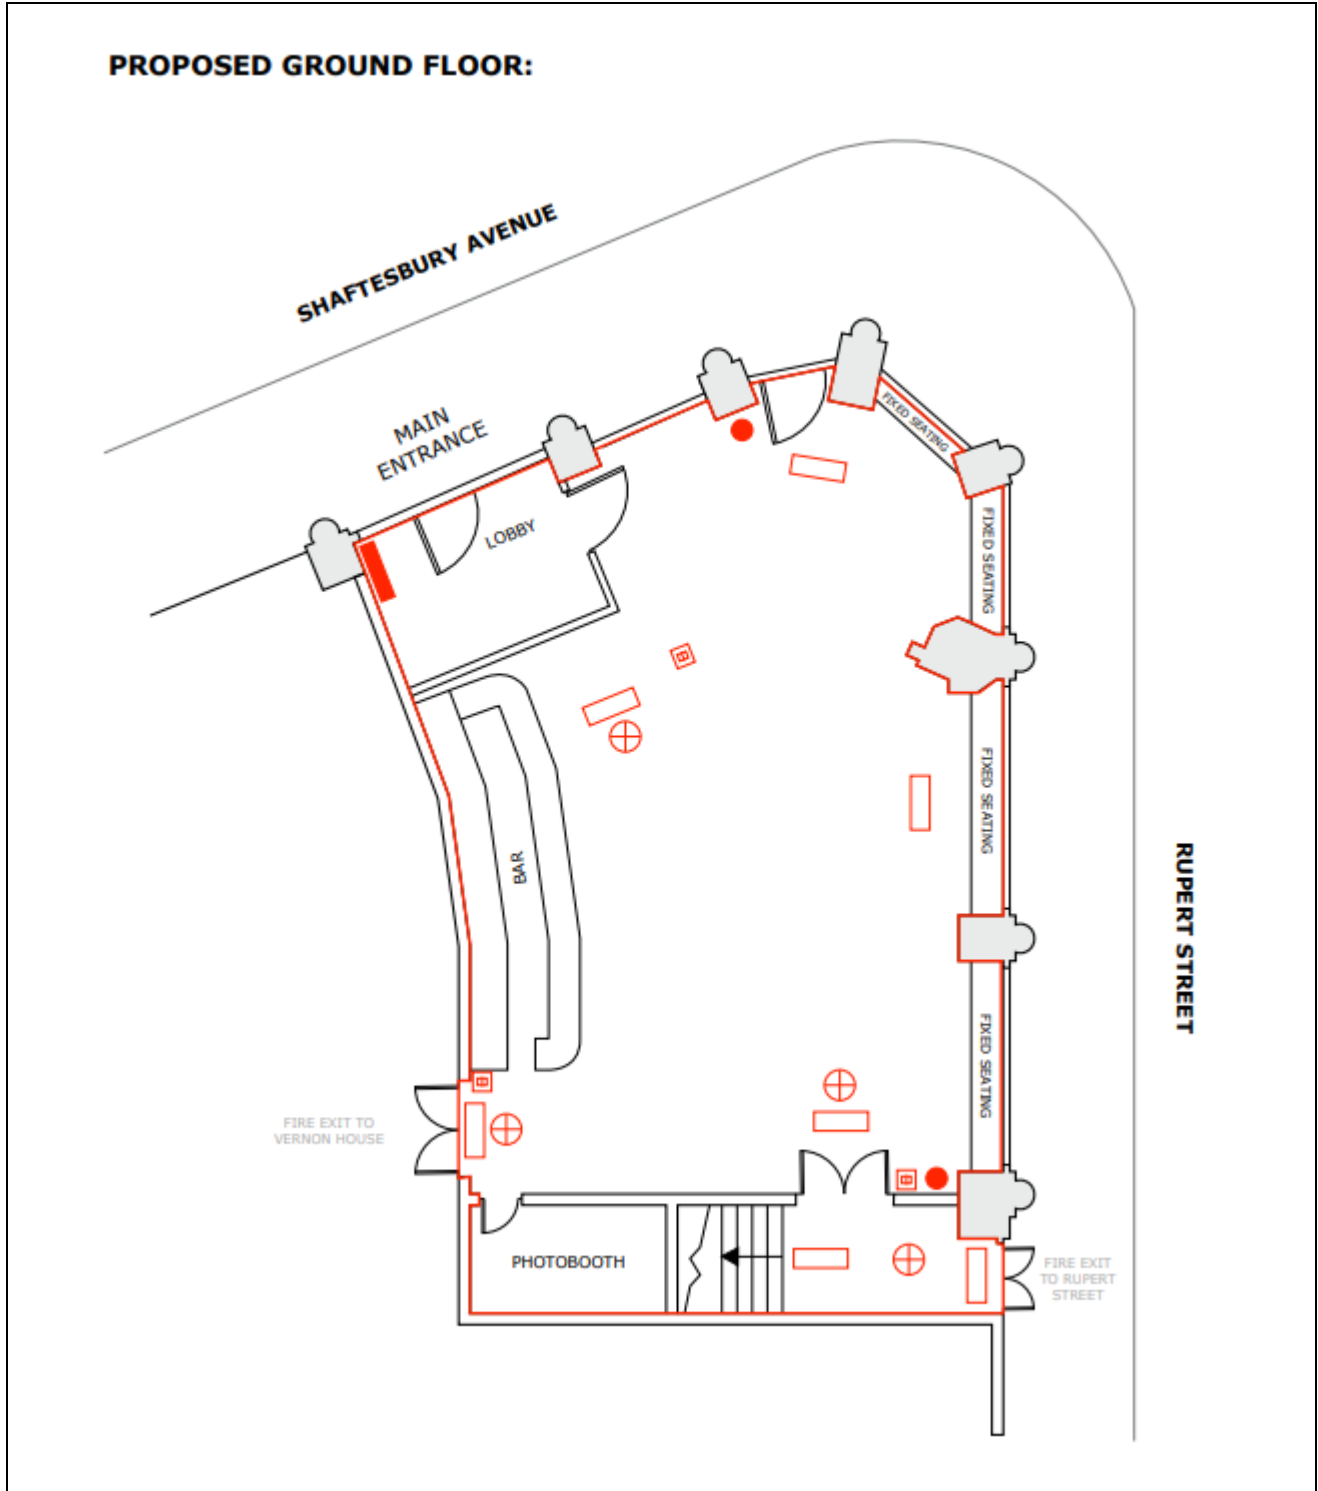 PROPOSED GROUND FLOOR:
SHAFTESBURY AVENUE
MAIN
ENTRANCE
LOBBY
FIXED SEATING
FIXED SEATING
FIXED SEATING
BAR
RUPERT STREET
FIXED SEATING
FIRE EXIT TO
VERNON HOUSE
PHOTOBOOTH
FIRE EXIT
TO RUPERT
STREET